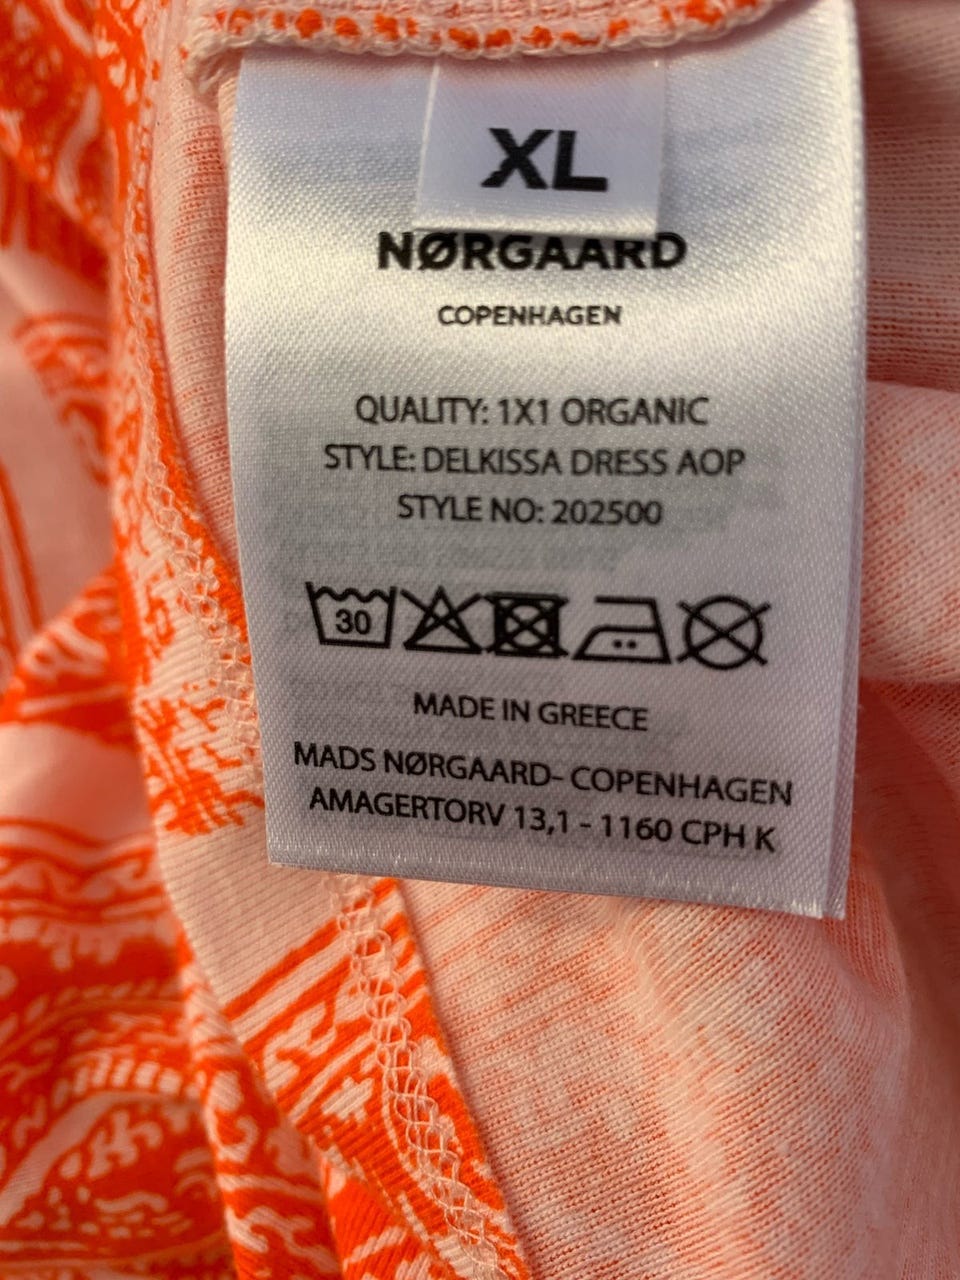 XL
NØRGAARD
COPENHAGEN
QUALITY: 1X1 ORGANIC
STYLE: DELKISSA DRESS AOP
STYLE NO: 202500
30
MADE IN GREECE
MADS NØRGAARD- COPENHAGEN
AMAGERTORV 13,1 - 1160 CPH K